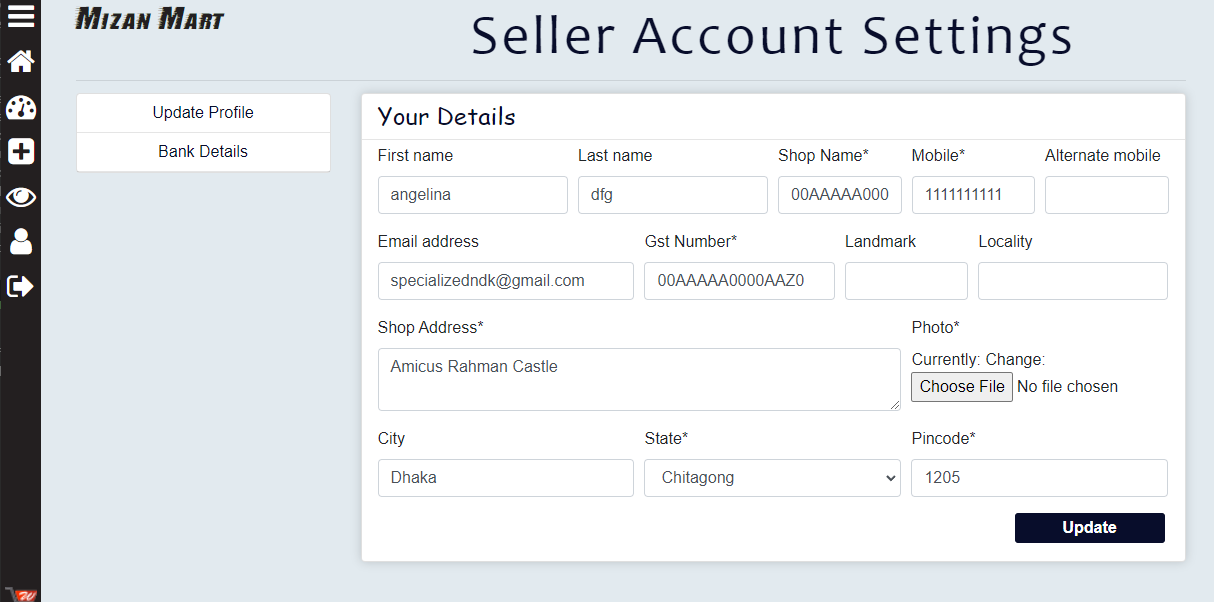 Mizan Mart
Seller Account Settings
Update Profile
Bank Details
Your Details
First name Last name Shop Name* Mobile* Alternate mobile
angelina dfg 00AAAAA000 1111111111
Email address Gst Number* Landmark Locality
specializedndk@gmail.com 00AAAAA0000AAZ0
Shop Address* Photo*
Amicus Rahman Castle
Currently: Change:
Choose File No file chosen
City State* Pincode*
Dhaka Chitagong 1205
Update